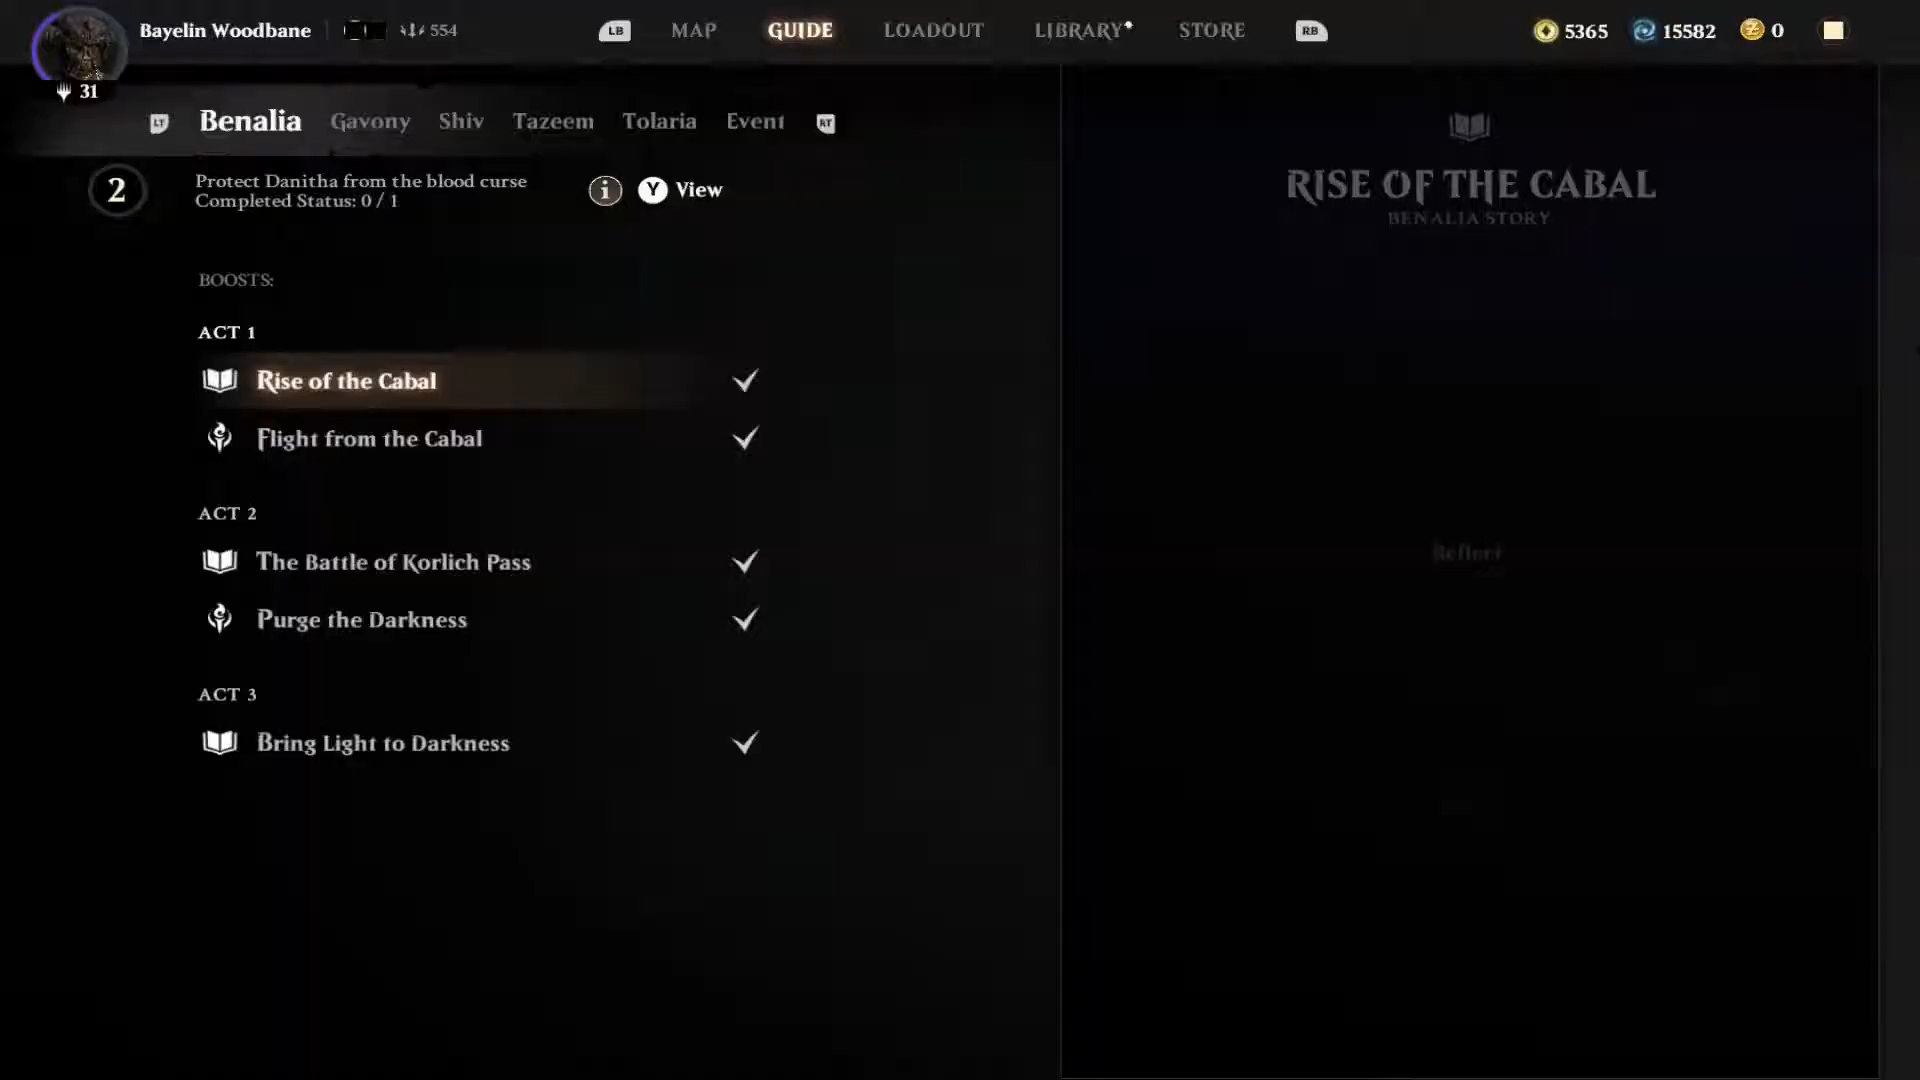 Bayelin Woodbane
554
LB
MAP
GUIDE
LOADOUT
LIBRARY
STORE
RB
5365
15582
0
31
LT
Benalia
Gavony
Shiv
Tazeem
Tolaria
Event
RT
2
Protect Danitha from the blood curse
Completed Status: 0 / 1
i
Y
View
BOOSTS:
ACT 1
Rise of the Cabal
Flight from the Cabal
ACT 2
The Battle of Korlich Pass
Purge the Darkness
ACT 3
Bring Light to Darkness
RISE OF THE CABAL
BENALIA STORY
Reflect